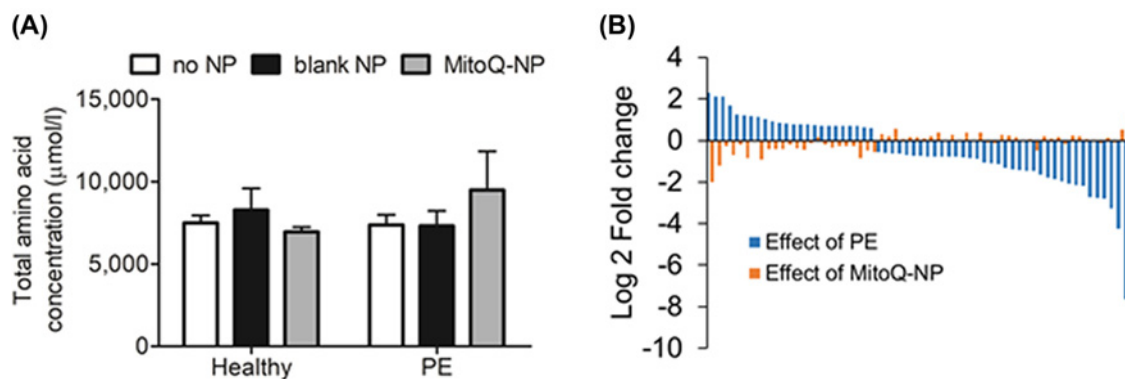 (A)
no NP blank NP MitoQ-NP
Total amino acid
concentration (μmol/l)
15,000
10,000
5,000
0
Healthy PE
(B)
Log 2 Fold change
4
2
0
-2
-4
-6
-8
-10
Effect of PE
Effect of MitoQ-NP